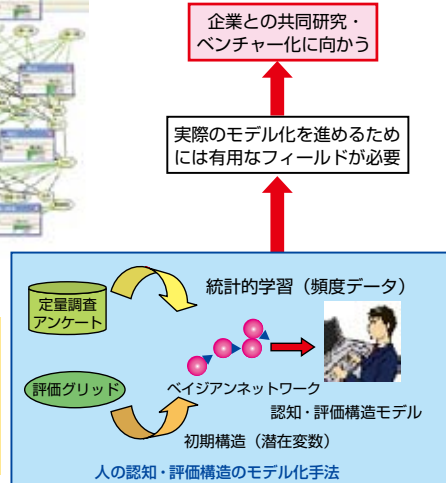 企業との共同研究・
ベンチャー化に向かう
実際のモデル化を進めるため
には有用なフィールドが必要
統計的学習（頻度データ）
定量調査
アンケート
評価グリッド
ベイジアンネットワーク
認知・評価構造モデル
初期構造（潜在変数）
人の認知・評価構造のモデル化手法